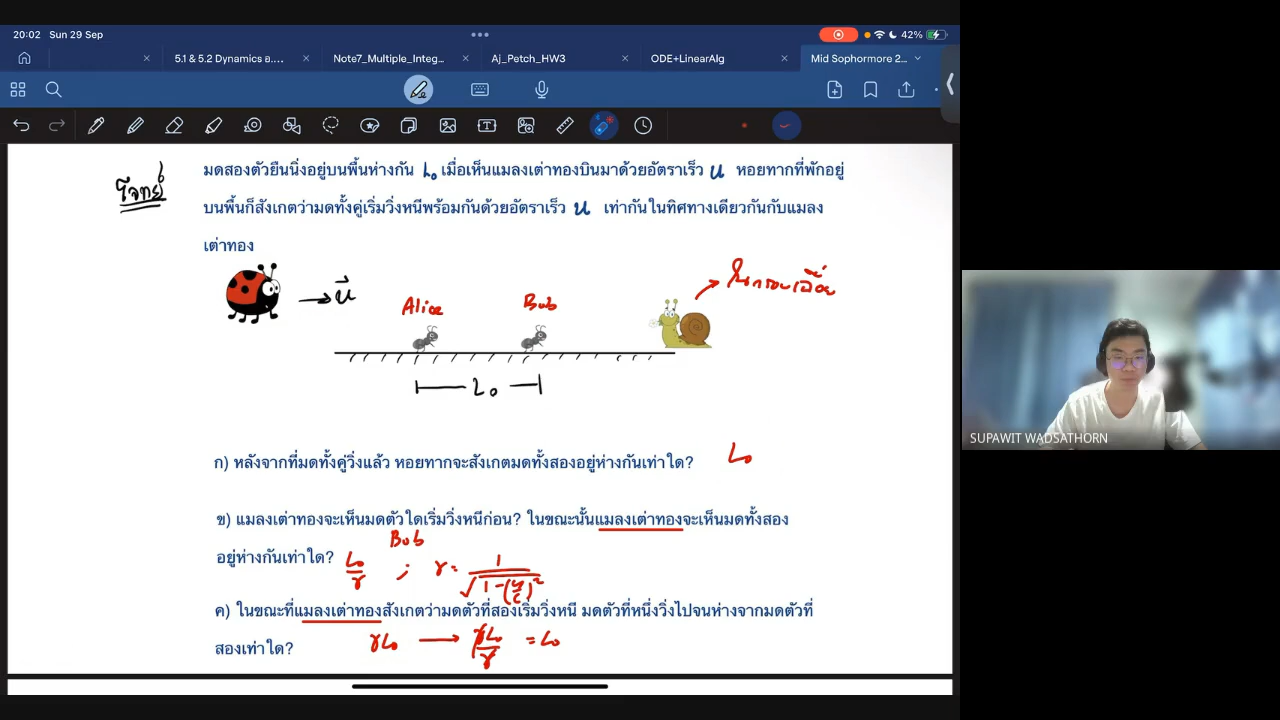 20:02 Sun 29 Sep
42%
5.1 & 5.2 Dynamics a....
Note7_Multiple_Integ...
Aj_Petch_HW3
ODE+LinearAlg
Mid Sophormore 2...
โจทย์
มดสองตัวยืนนิ่งอยู่บนพื้นห่างกัน L₀ เมื่อเห็นแมลงเต่าทองบินมาด้วยอัตราเร็ว u หอยทากที่พักอยู่
บนพื้นก็สังเกตว่ามดทั้งคู่เริ่มวิ่งหนีพร้อมกันด้วยอัตราเร็ว u เท่ากันในทิศทางเดียวกันกับแมลง
เต่าทอง
u
Alice
Bob
L₀
ก) หลังจากที่มดทั้งคู่วิ่งแล้ว หอยทากจะสังเกตมดทั้งสองอยู่ห่างกันเท่าใด? L₀
ข) แมลงเต่าทองจะเห็นมดตัวใดเริ่มวิ่งหนีก่อน? ในขณะนั้นแมลงเต่าทองจะเห็นมดทั้งสอง
Bob
อยู่ห่างกันเท่าใด? L₀/γ ; γ = 1/√(1-(u/c)²)
ค) ในขณะที่แมลงเต่าทองสังเกตว่ามดตัวที่สองเริ่มวิ่งหนี มดตัวที่หนึ่งวิ่งไปจนห่างจากมดตัวที่
สองเท่าใด? γL₀ → γL₀/γ = L₀
SUPAWIT WADSATHORN